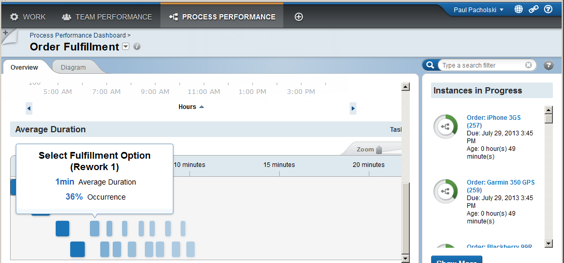 WORK
TEAM PERFORMANCE
PROCESS PERFORMANCE
Paul Pacholski
Process Performance Dashboard >
Order Fulfillment
Overview
Diagram
Type a search filter
5:00 AM 7:00 AM 9:00 AM 11:00 AM 1:00 PM 3:00 PM
Hours
Average Duration
Task
Zoom
10 minutes 15 minutes 20 minutes
Select Fulfillment Option
(Rework 1)
1min Average Duration
36% Occurrence
Instances in Progress
Order: iPhone 3GS
(257)
Due: July 29, 2013 3:45
PM
Age: 0 hour(s) 49
minute(s)
Order: Garmin 350 GPS
(259)
Due: July 29, 2013 3:45
PM
Age: 0 hour(s) 49
minute(s)
Order: Blackberry 99R
Show More